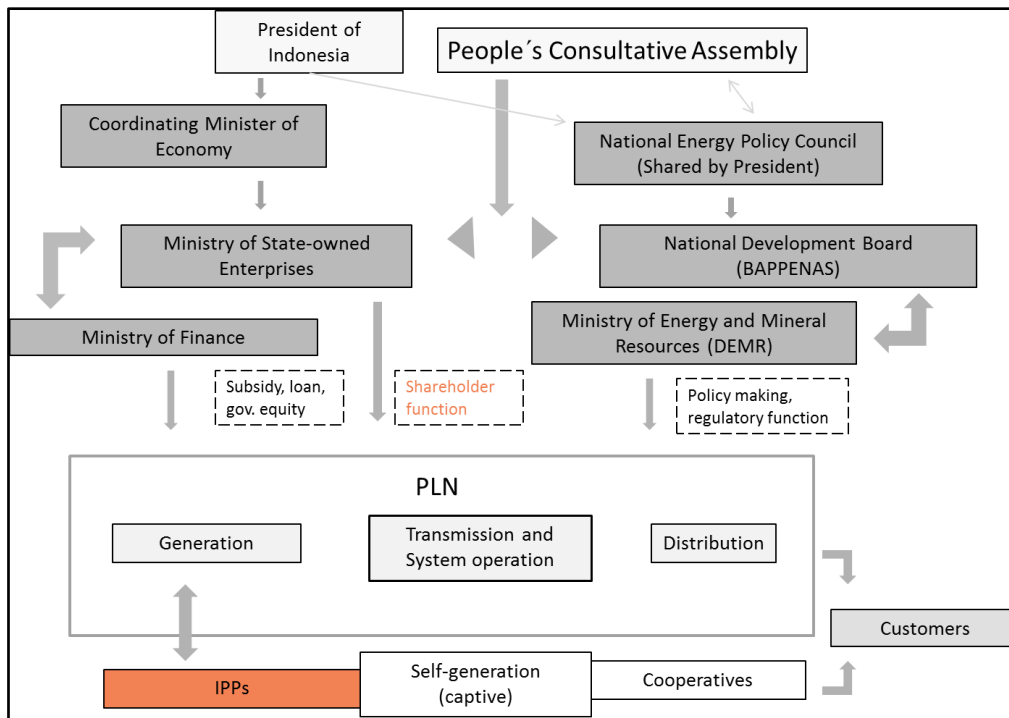 President of
Indonesia
People´s Consultative Assembly
Coordinating Minister of
Economy
National Energy Policy Council
(Shared by President)
Ministry of State-owned
Enterprises
National Development Board
(BAPPENAS)
Ministry of Finance
Ministry of Energy and Mineral
Resources (DEMR)
Subsidy, loan,
gov. equity
Shareholder
function
Policy making,
regulatory function
PLN
Generation
Transmission and
System operation
Distribution
Customers
IPPs
Self-generation
(captive)
Cooperatives